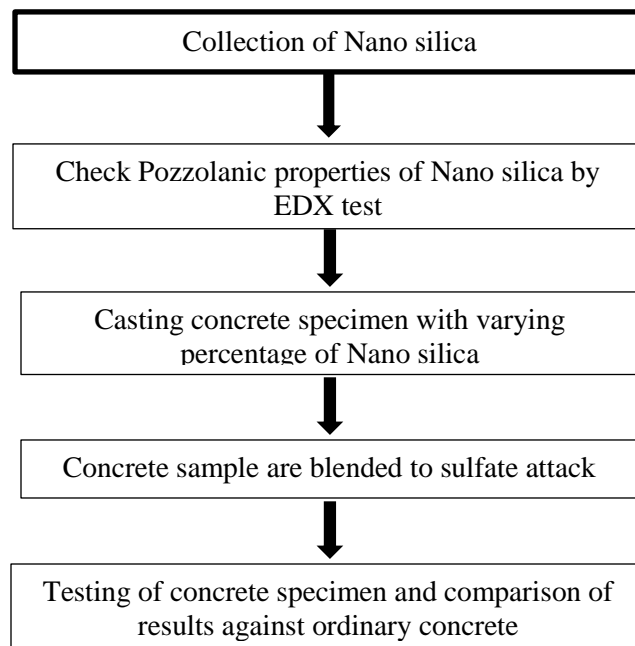 Collection of Nano silica
Check Pozzolanic properties of Nano silica by
EDX test
Casting concrete specimen with varying
percentage of Nano silica
Concrete sample are blended to sulfate attack
Testing of concrete specimen and comparison of
results against ordinary concrete